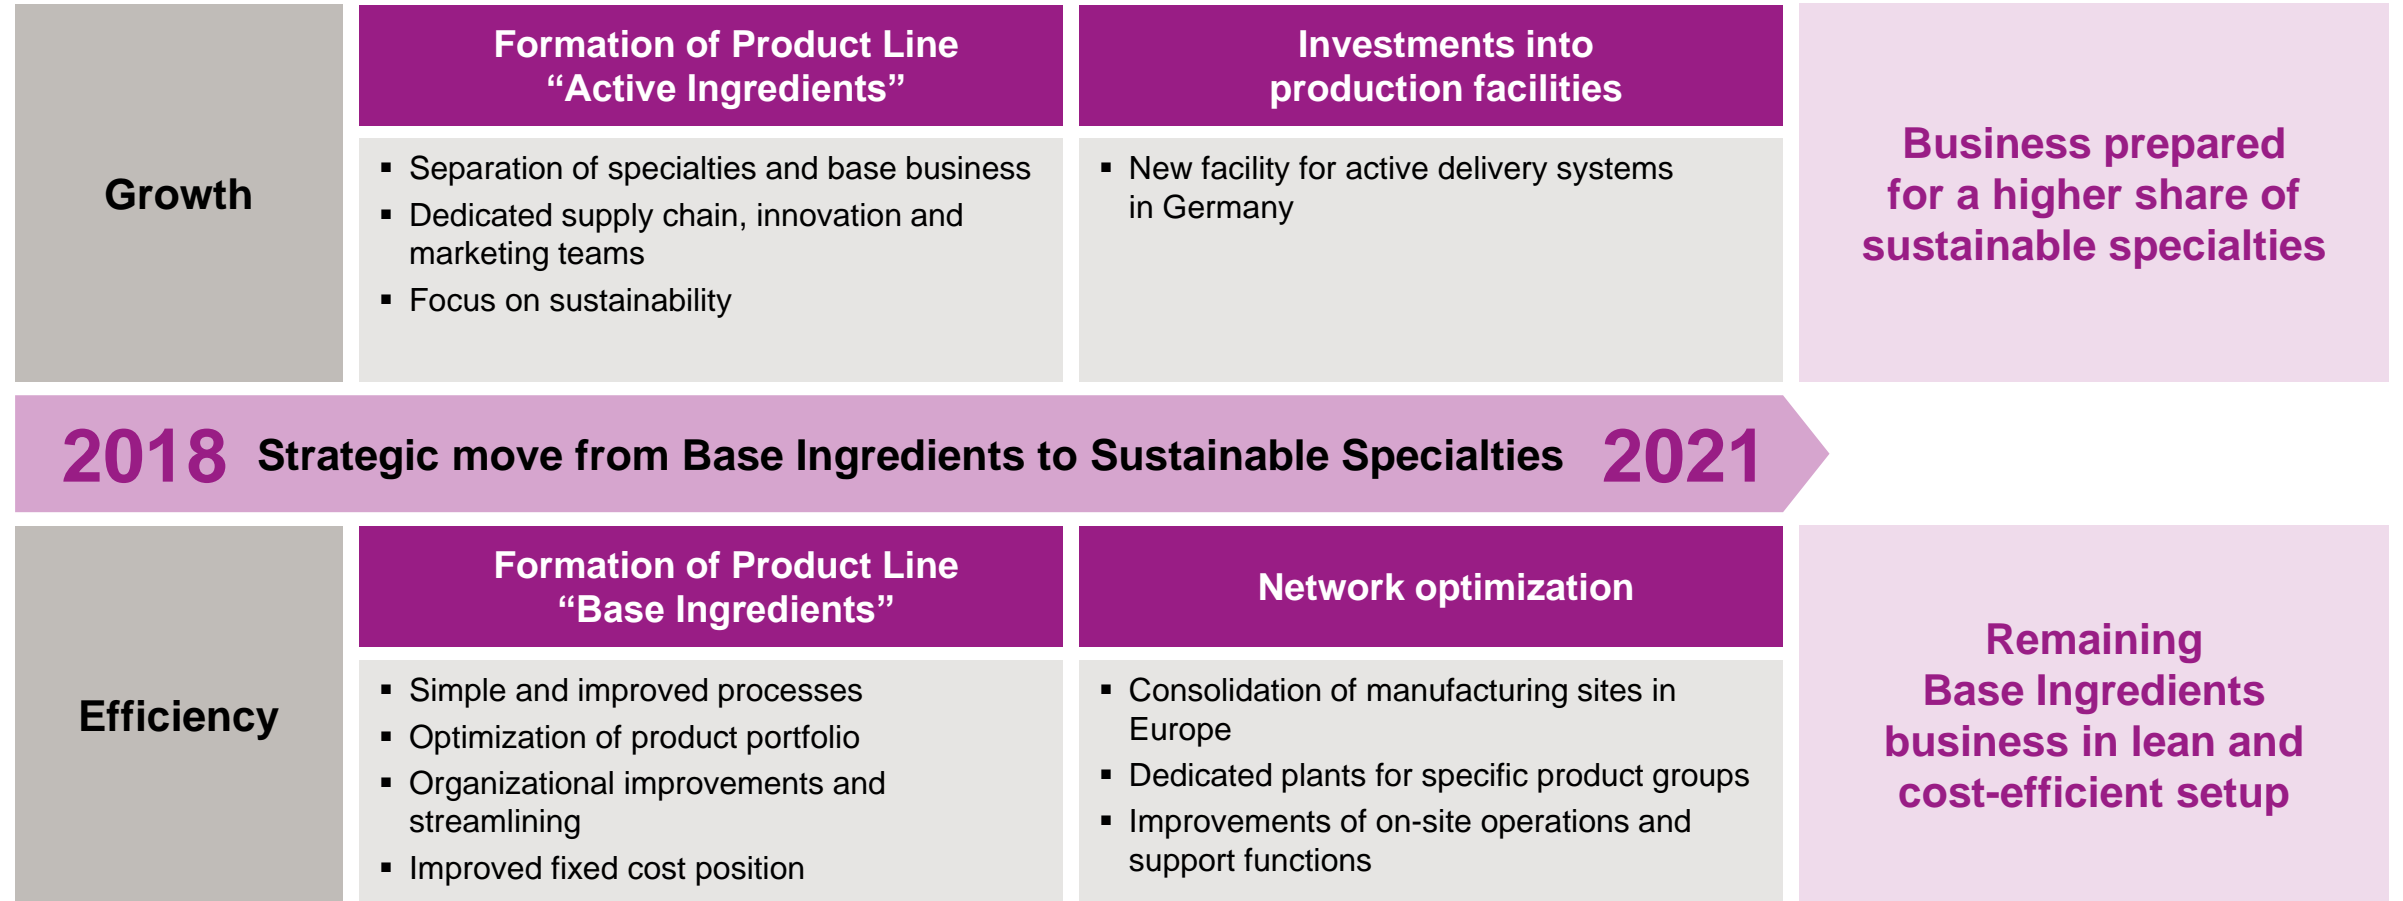 Growth
Formation of Product Line
“Active Ingredients”
▪ Separation of specialties and base business
▪ Dedicated supply chain, innovation and
marketing teams
▪ Focus on sustainability
Investments into
production facilities
▪ New facility for active delivery systems
in Germany
Business prepared
for a higher share of
sustainable specialties
2018 Strategic move from Base Ingredients to Sustainable Specialties 2021
Efficiency
Formation of Product Line
“Base Ingredients”
▪ Simple and improved processes
▪ Optimization of product portfolio
▪ Organizational improvements and
streamlining
▪ Improved fixed cost position
Network optimization
▪ Consolidation of manufacturing sites in
Europe
▪ Dedicated plants for specific product groups
▪ Improvements of on-site operations and
support functions
Remaining
Base Ingredients
business in lean and
cost-efficient setup